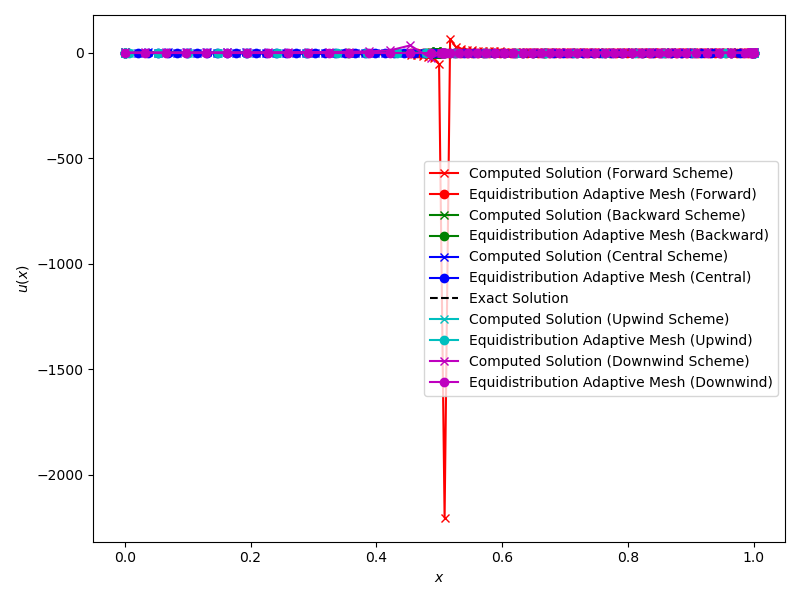 0
−500
−1000
−1500
−2000
u(x)
Computed Solution (Forward Scheme)
Equidistribution Adaptive Mesh (Forward)
Computed Solution (Backward Scheme)
Equidistribution Adaptive Mesh (Backward)
Computed Solution (Central Scheme)
Equidistribution Adaptive Mesh (Central)
Exact Solution
Computed Solution (Upwind Scheme)
Equidistribution Adaptive Mesh (Upwind)
Computed Solution (Downwind Scheme)
Equidistribution Adaptive Mesh (Downwind)
0.0 0.2 0.4 0.6 0.8 1.0
x